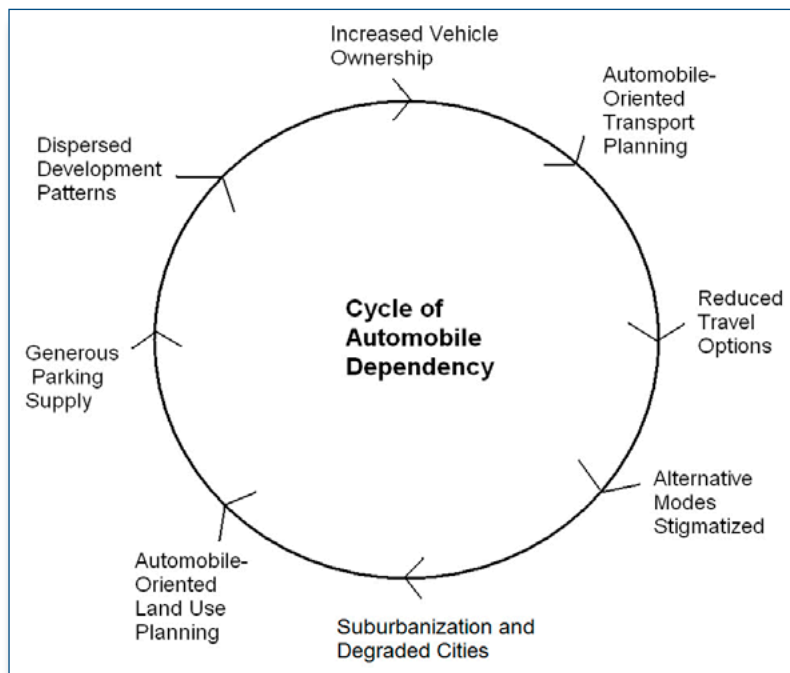 Increased Vehicle
Ownership
Automobile-
Oriented
Transport
Planning
Reduced
Travel
Options
Alternative
Modes
Stigmatized
Suburbanization and
Degraded Cities
Automobile-
Oriented
Land Use
Planning
Generous
Parking
Supply
Dispersed
Development
Patterns
Cycle of
Automobile
Dependency